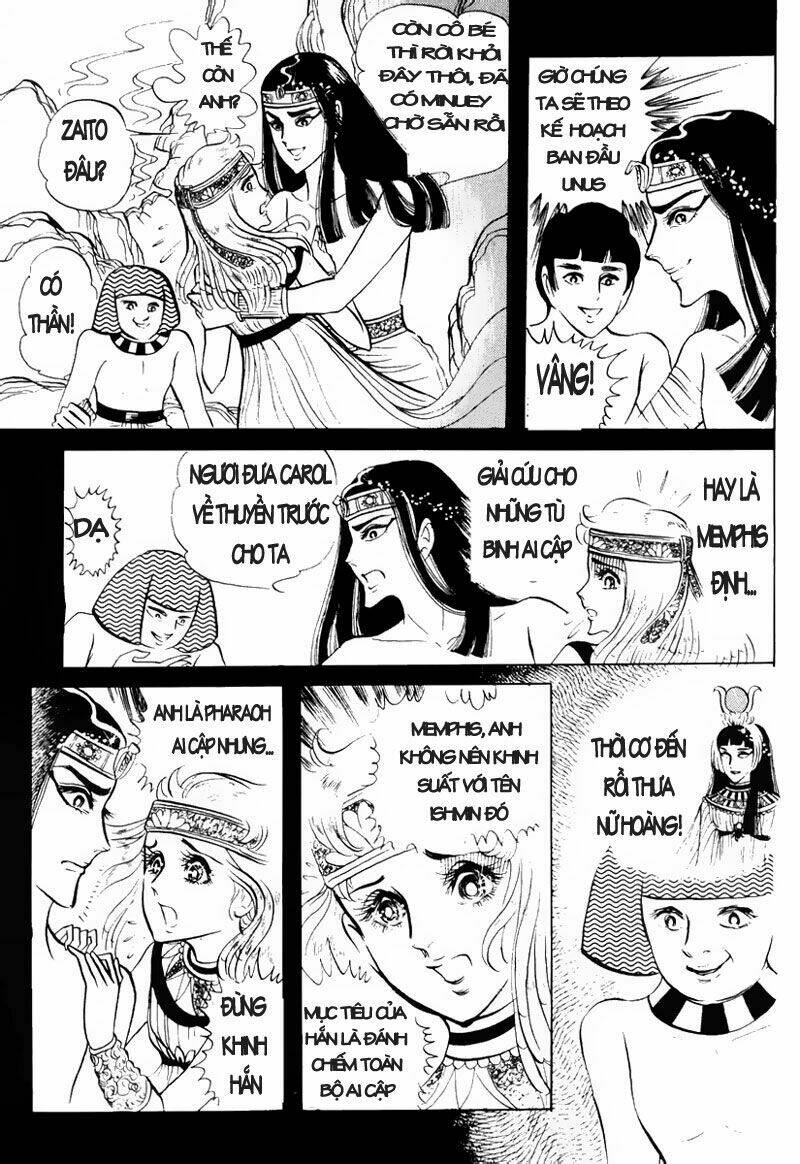 GIỜ CHÚNG
TA SẼ THEO
KẾ HOẠCH
BAN ĐẦU
UNUS
VÂNG!
CÒN CÔ BÉ
THÌ RỜI KHỎI
ĐÂY THÔI, ĐÃ
CÓ MINUEY
CHỜ SẴN RỒI
THẾ
CÒN
ANH?
ZAITO
ĐÂU?
CÓ
THẦN!
HAY LÀ
MEMPHIS
ĐỊNH...
GIẢI CỨU CHO
NHỮNG TÙ
BINH AI CẬP
NGƯƠI ĐƯA CAROL
VỀ THUYỀN TRƯỚC
CHO TA
DẠ
THỜI CƠ ĐẾN
RỒI THƯA
NỮ HOÀNG!
MEMPHIS, ANH
KHÔNG NÊN KHINH
SUẤT VỚI TÊN
ISHMIN ĐÓ
MỤC TIÊU CỦA
HẮN LÀ ĐÁNH
CHIẾM TOÀN
BỘ AI CẬP
ANH LÀ PHARAOH
AI CẬP NHƯNG...
ĐỪNG
KHINH
HẮN